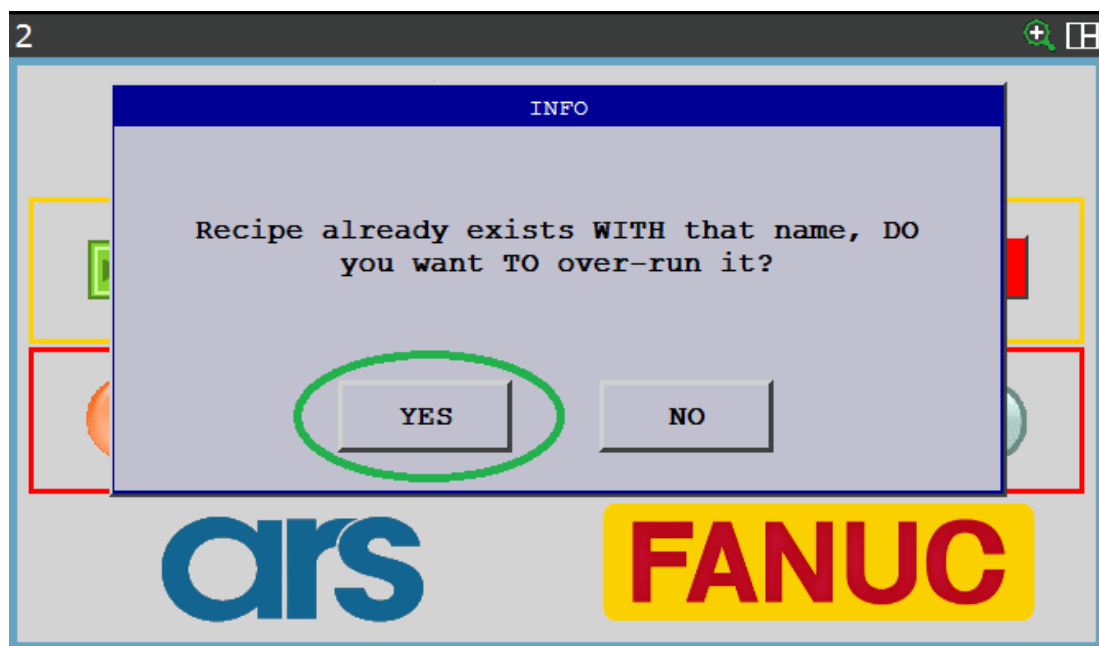 2
INFO
Recipe already exists WITH that name, DO
you want TO over-run it?
YES
NO
ars
FANUC